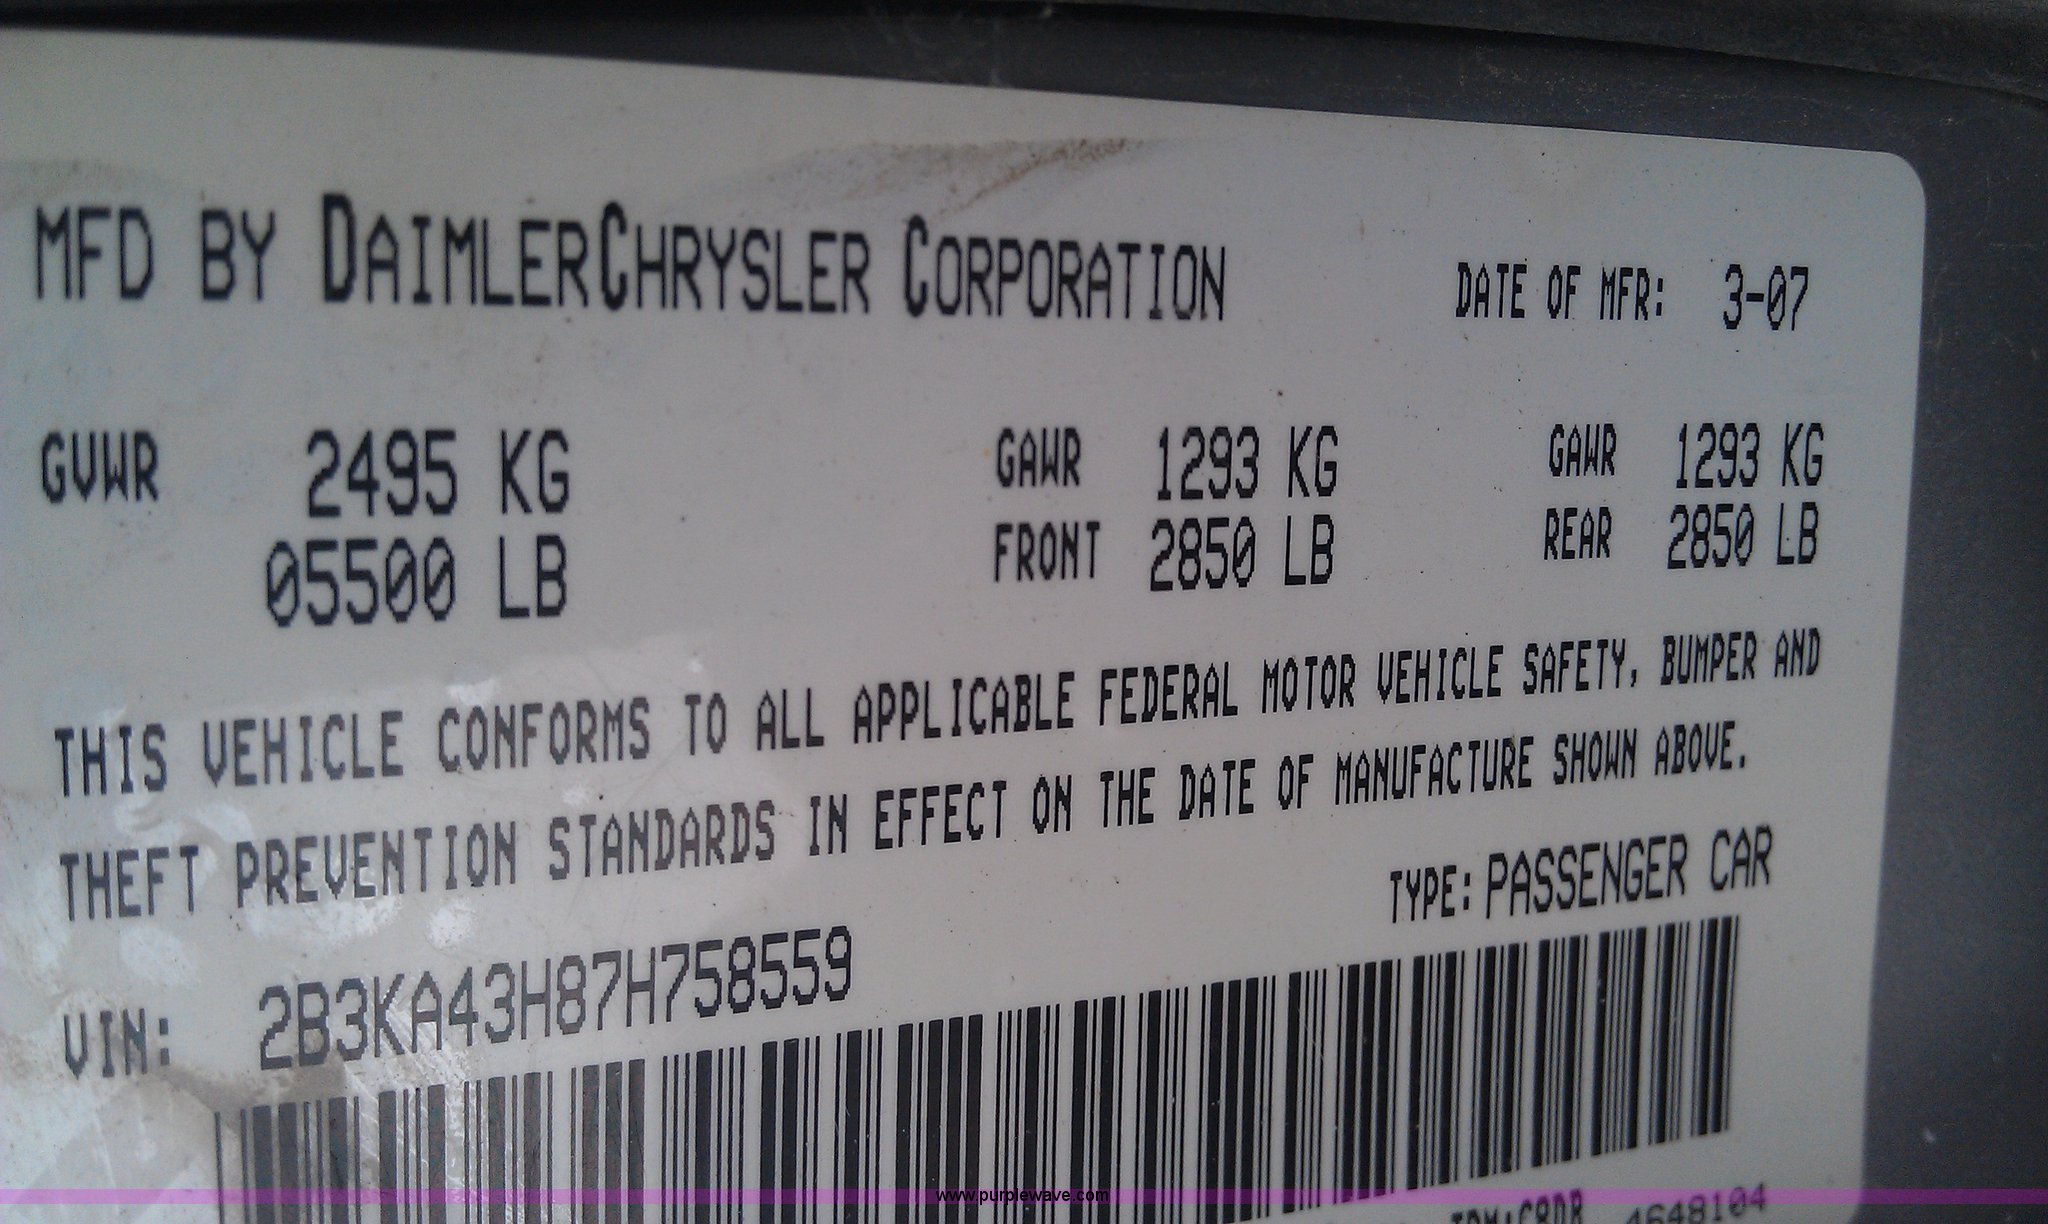 MFD BY DAIMLERCHRYSLER CORPORATION DATE OF MFR: 3-07
GVWR 2495 KG GAWR 1293 KG GAWR 1293 KG
05500 LB FRONT 2850 LB REAR 2850 LB
THIS VEHICLE CONFORMS TO ALL APPLICABLE FEDERAL MOTOR VEHICLE SAFETY, BUMPER AND
THEFT PREVENTION STANDARDS IN EFFECT ON THE DATE OF MANUFACTURE SHOWN ABOVE.
TYPE: PASSENGER CAR
VIN: 2B3KA43H87H758559
www.purplewave.com
4648104